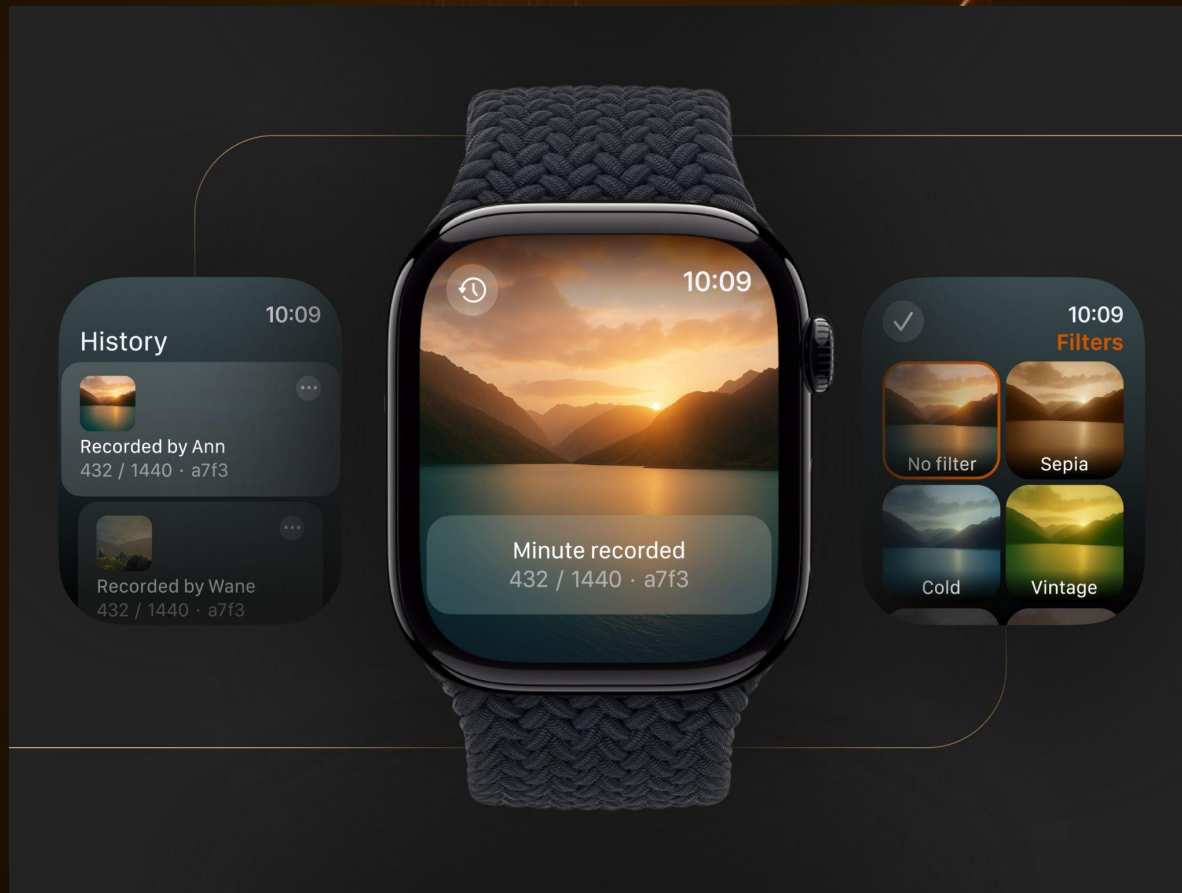 10:09
History
Recorded by Ann
432 / 1440 · a7f3
Recorded by Wane
432 / 1440 · a7f3
10:09
Minute recorded
432 / 1440 · a7f3
10:09
Filters
No filter
Sepia
Cold
Vintage